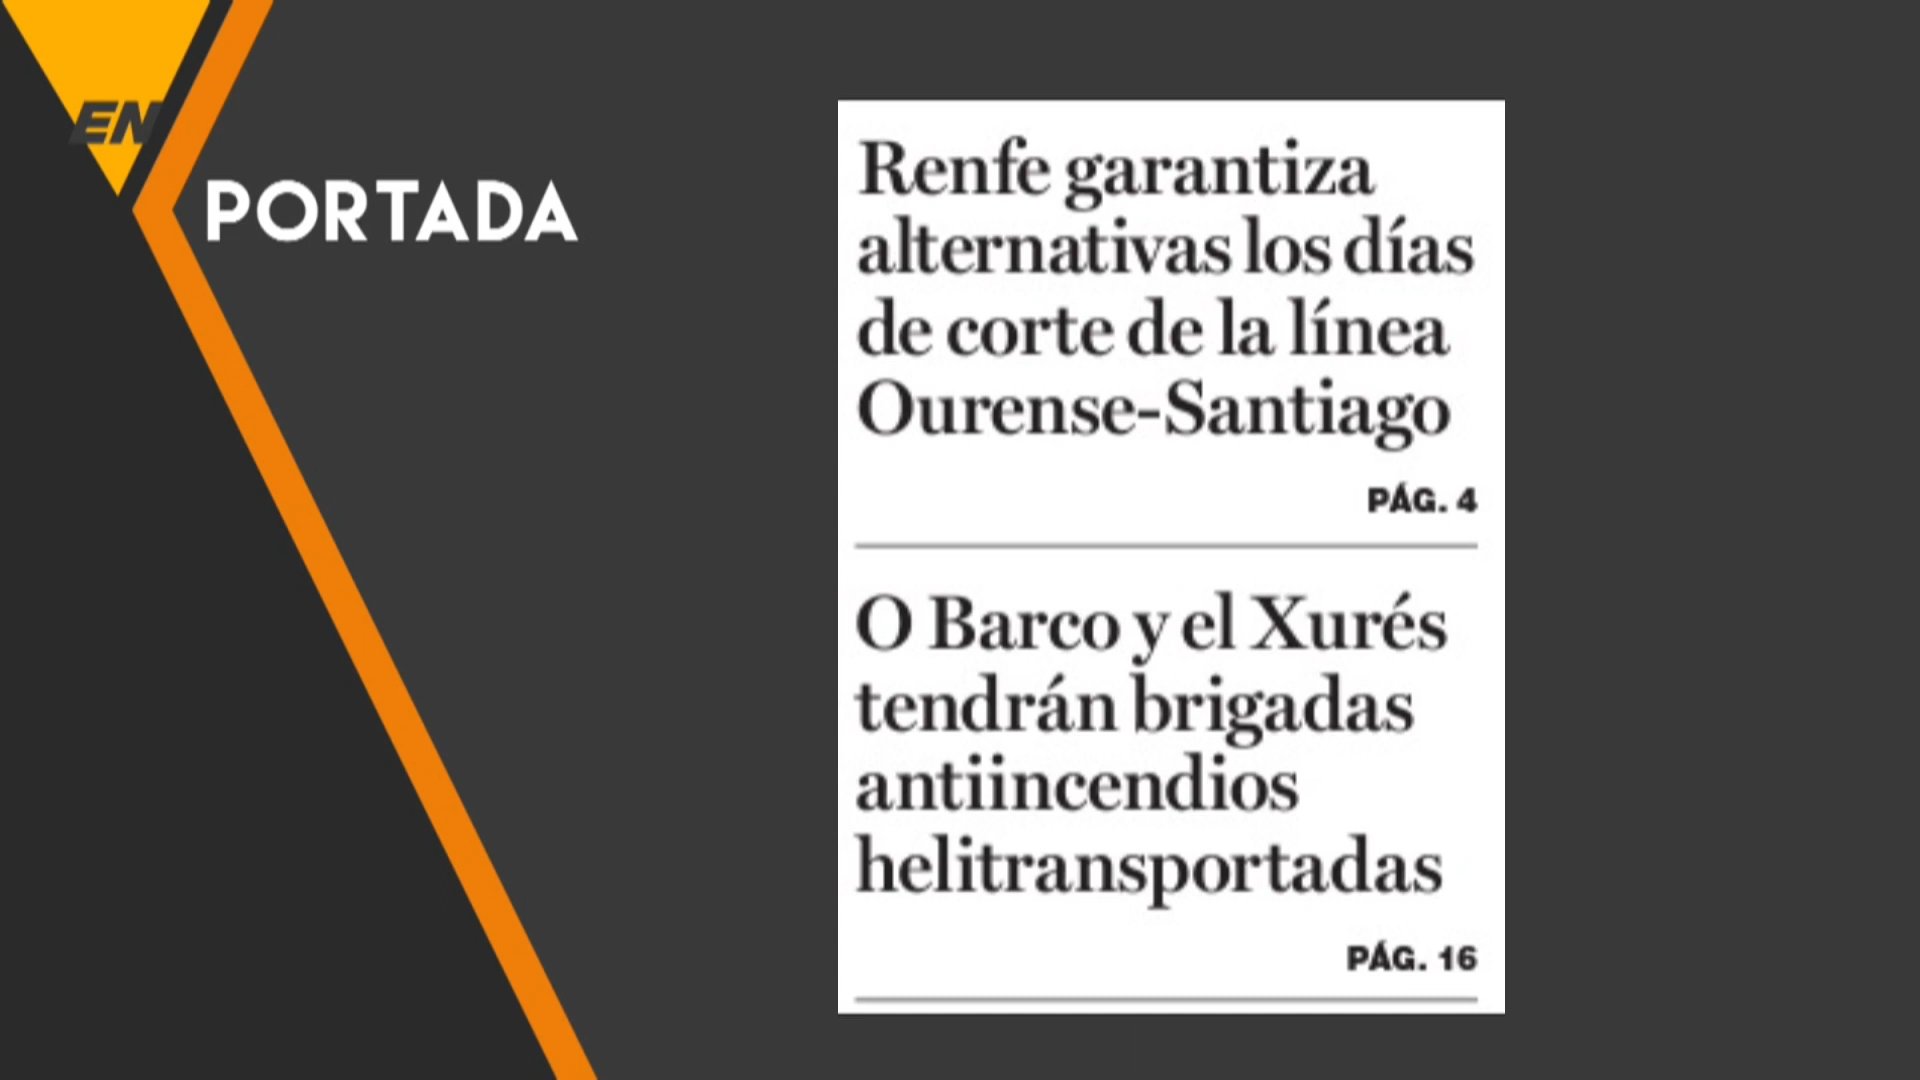 EN
PORTADA
Renfe garantiza
alternativas los días
de corte de la línea
Ourense-Santiago
PÁG. 4
O Barco y el Xurés
tendrán brigadas
antiincendios
helitransportadas
PÁG. 16